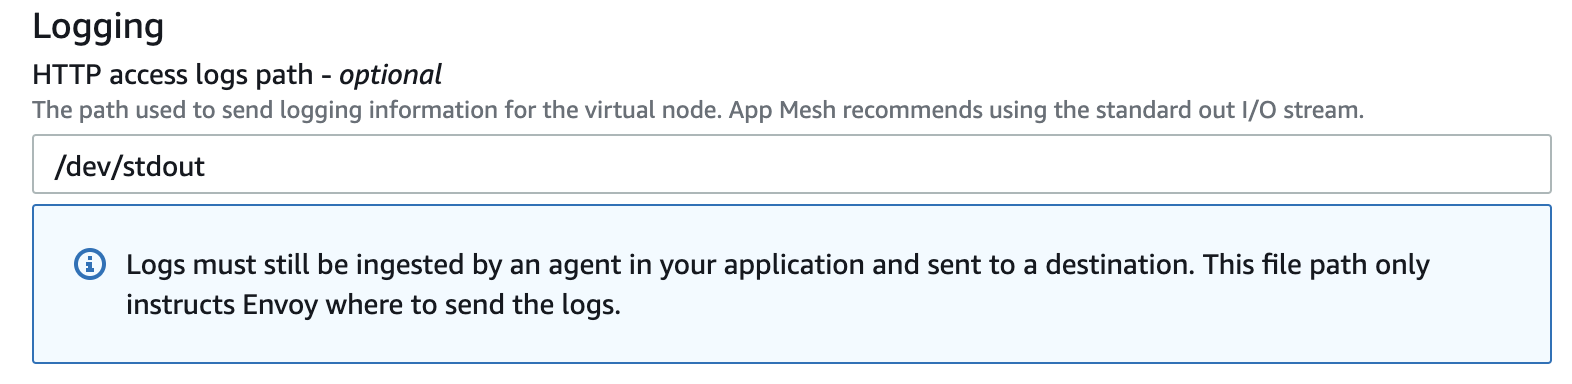 Logging
HTTP access logs path - optional
The path used to send logging information for the virtual node. App Mesh recommends using the standard out I/O stream.
/dev/stdout
Logs must still be ingested by an agent in your application and sent to a destination. This file path only
instructs Envoy where to send the logs.